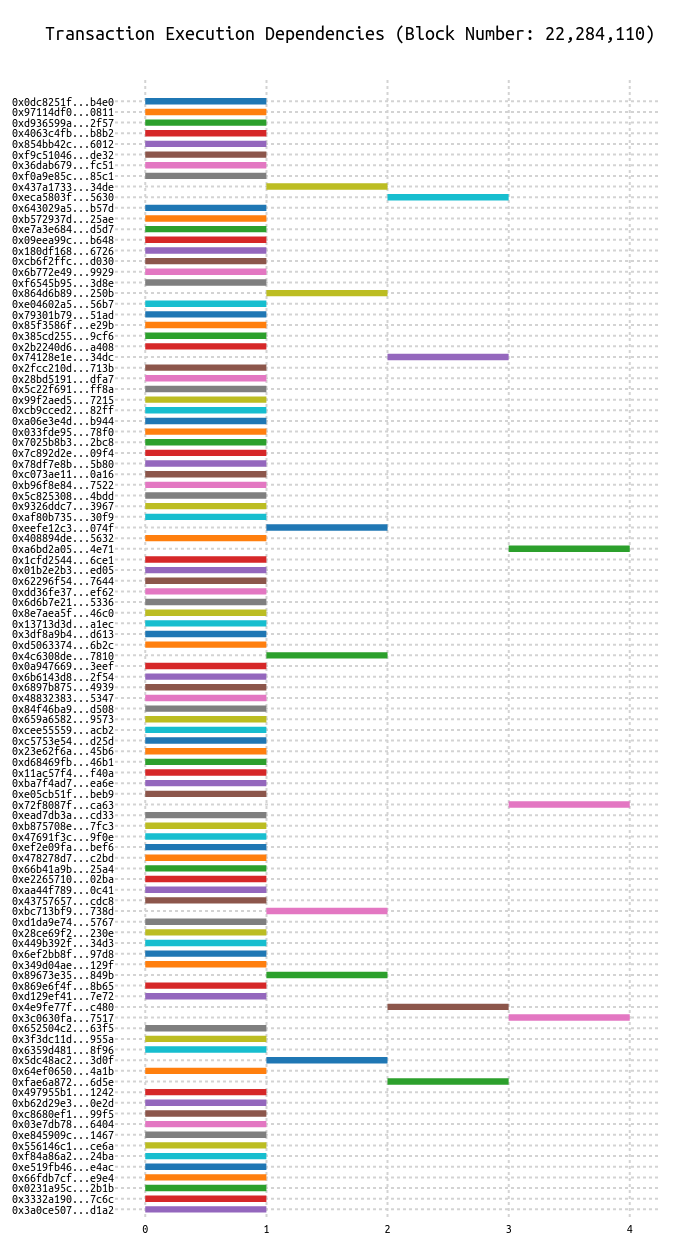 Transaction Execution Dependencies (Block Number: 22,284,110)
0x0dc8251f...b4e0
0x97114df0...0811
0xd936599a...2f57
0x4063c4fb...b8b2
0x854bb42c...6012
0xf9c51046...de32
0x36dab679...fc51
0xf0a9e85c...85c1
0x437a1733...34de
0xeca5803f...5630
0x643029a5...b57d
0xb572937d...25ae
0xe7a3e684...d5d7
0x09eea99c...b648
0x180df168...6726
0xcb6f2ffc...d030
0x6b772e49...9929
0xf6545b95...3d8e
0x864d6b89...250b
0xe04602a5...56b7
0x79301b79...51ad
0x85f3586f...e29b
0x385cd255...9cf6
0x2b2240d6...a408
0x74128e1e...34dc
0x2fcc210d...713b
0x28bd5191...dfa7
0x5c22f691...ff8a
0x99f2aed5...7215
0xcb9cced2...82ff
0xa06e3e4d...b944
0x033fde95...78f0
0x7025b8b3...2bc8
0x7c892d2e...09f4
0x78df7e8b...5b80
0xc073ae11...0a16
0xb96f8e84...7522
0x5c825308...4bdd
0x9326ddc7...3967
0xaf80b735...30f9
0xeefe12c3...074f
0x408894de...5632
0xa6bd2a05...4e71
0x1cfd2544...6ce1
0x01b2e2b3...ed05
0x62296f54...7644
0xdd36fe37...ef62
0x6d6b7e21...5336
0x8e7aea5f...46c0
0x13713d3d...a1ec
0x3df8a9b4...d613
0xd5063374...6b2c
0x4c6308de...7810
0x0a947669...3eef
0x6b6143d8...2f54
0x6897b875...4939
0x48832383...5347
0x84f46ba9...d508
0x659a6582...9573
0xcee55559...acb2
0xc5753e54...d25d
0x23e62f6a...45b6
0xd68469fb...46b1
0x11ac57f4...f40a
0xba7f4ad7...ea6e
0xe05cb51f...beb9
0x72f8087f...ca63
0xead7db3a...cd33
0xb875708e...7fc3
0x47691f3c...9f0e
0xef2e09fa...bef6
0x478278d7...c2bd
0x66b41a9b...25a4
0xe2265710...02ba
0xaa44f789...0c41
0x43757657...cdc8
0xbc713bf9...738d
0xd1da9e74...5767
0x28ce69f2...230e
0x449b392f...34d3
0x6ef2bb8f...97d8
0x349d04ae...129f
0x89673e35...849b
0x869e6f4f...8b65
0xd129ef41...7e72
0x4e9fe77f...c480
0x3c0630fa...7517
0x652504c2...63f5
0x3f3dc11d...955a
0x6359d481...8f96
0x5dc48ac2...3d0f
0x64ef0650...4a1b
0xfae6a872...6d5e
0x497955b1...1242
0xb62d29e3...0e2d
0xc8680ef1...99f5
0x03e7db78...6404
0xe845909c...1467
0x556146c1...ce6a
0xf84a86a2...24ba
0xe519fb46...e4ac
0x66fdb7cf...e9e4
0x0231a95c...2b1b
0x3332a190...7c6c
0x3a0ce507...d1a2
0 1 2 3 4